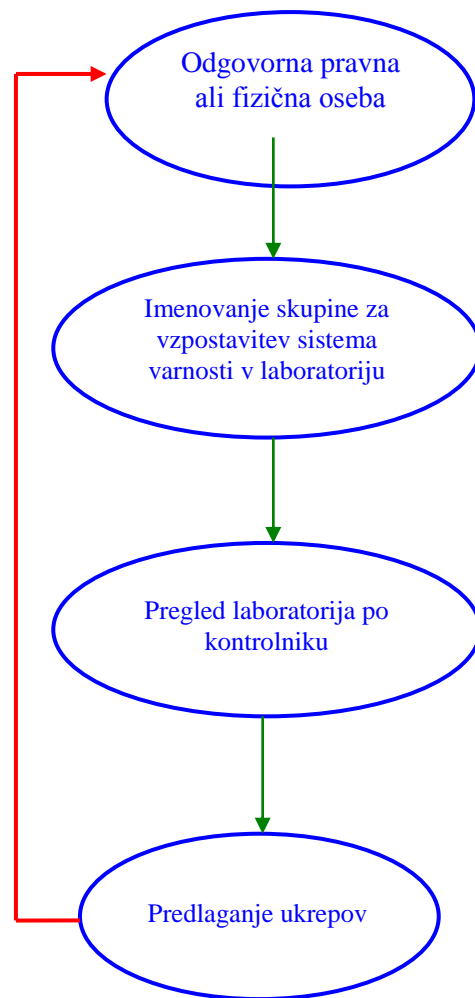 Odgovorna pravna
ali fizična oseba
Imenovanje skupine za
vzpostavitev sistema
varnosti v laboratoriju
Pregled laboratorija po
kontrolniku
Predlaganje ukrepov